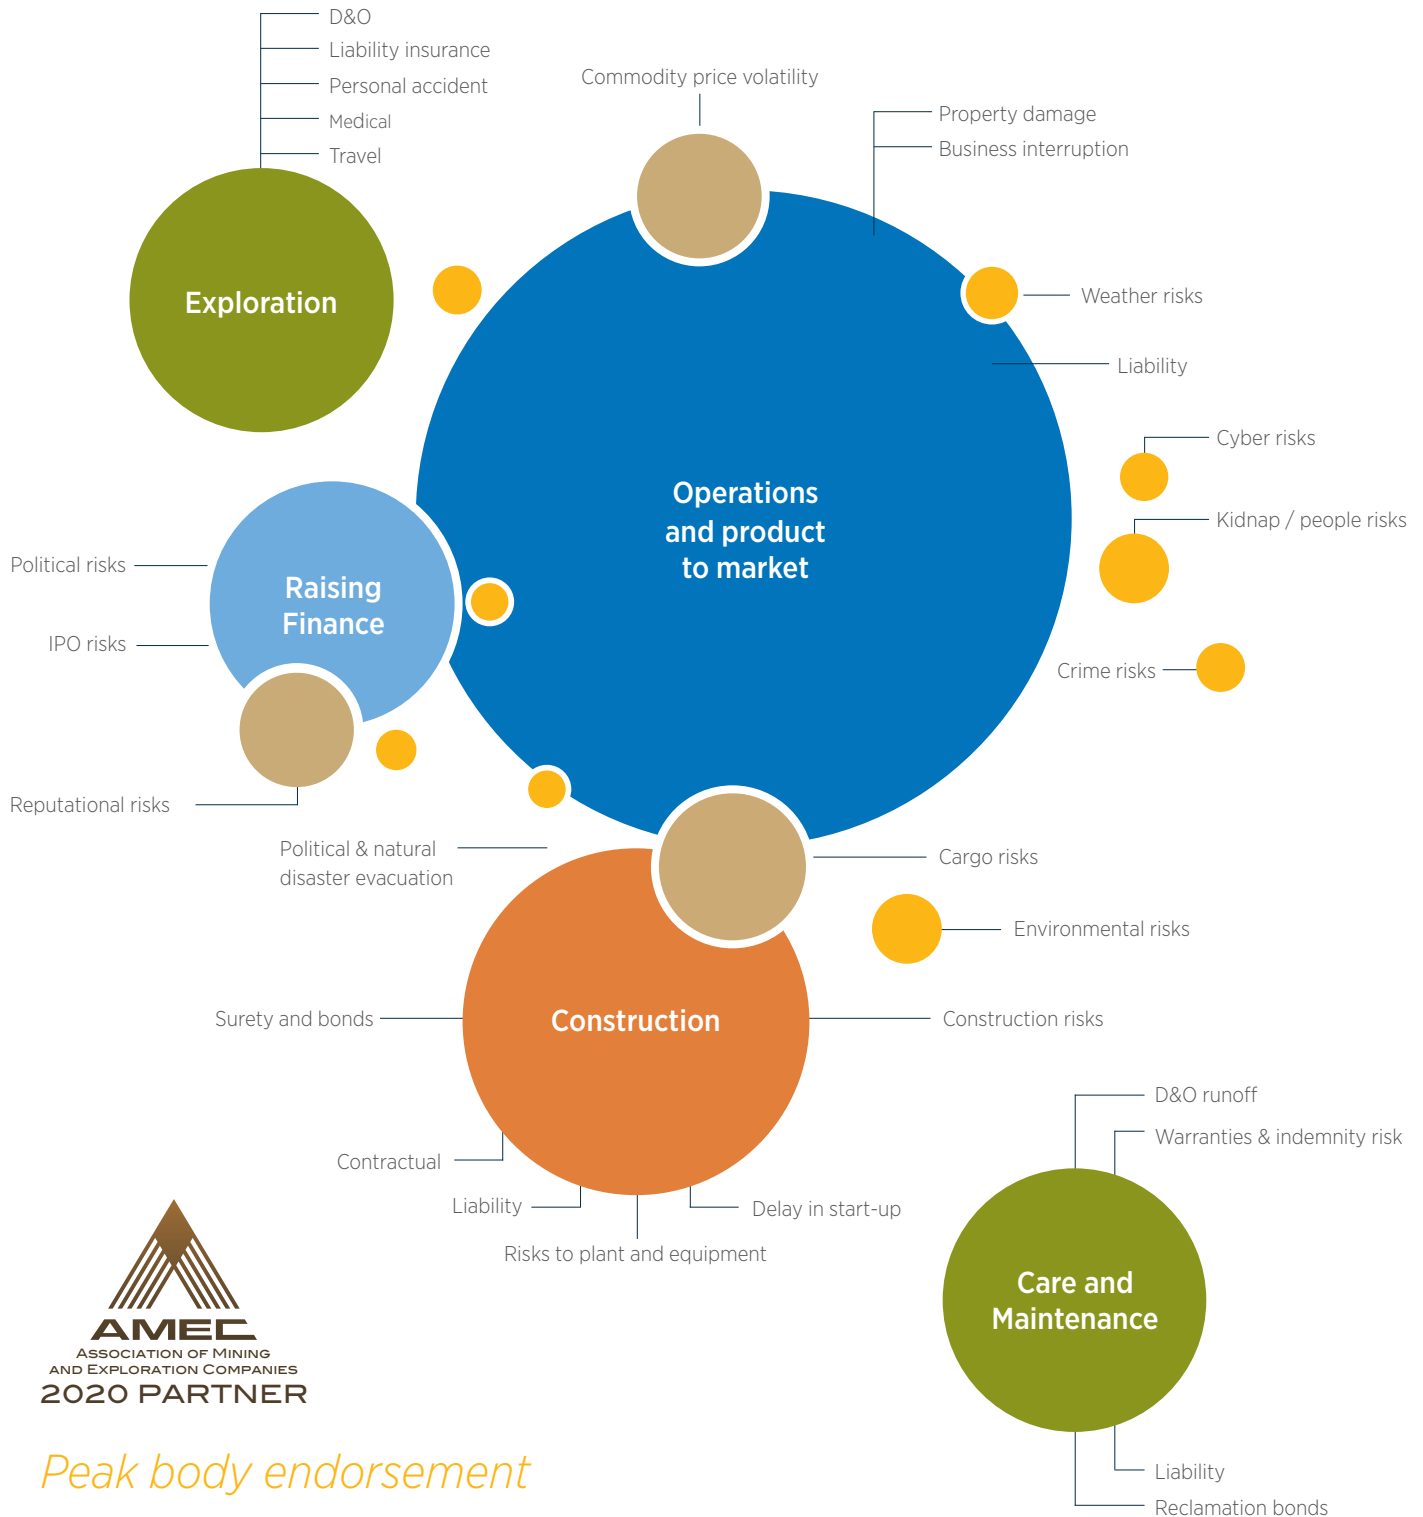 D&O
Liability insurance
Personal accident
Medical
Travel
Commodity price volatility
Property damage
Business interruption
Exploration
Weather risks
Liability
Cyber risks
Operations
and product
to market
Kidnap / people risks
Political risks
Raising
Finance
IPO risks
Crime risks
Reputational risks
Political & natural
disaster evacuation
Cargo risks
Environmental risks
Surety and bonds
Construction
Construction risks
D&O runoff
Warranties & indemnity risk
Contractual
Liability
Delay in start-up
Risks to plant and equipment
Care and
Maintenance
AMEC
ASSOCIATION OF MINING
AND EXPLORATION COMPANIES
2020 PARTNER
Peak body endorsement
Liability
Reclamation bonds